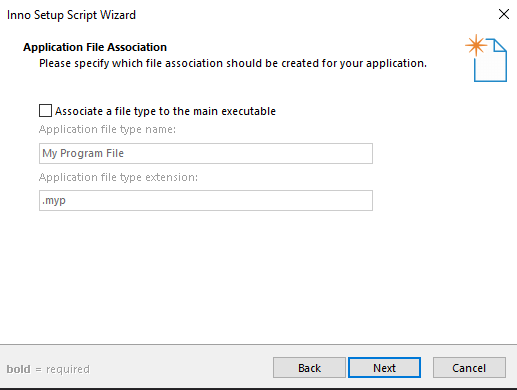 Inno Setup Script Wizard
Application File Association
Please specify which file association should be created for your application.
Associate a file type to the main executable
Application file type name:
My Program File
Application file type extension:
.myp
bold = required
Back
Next
Cancel